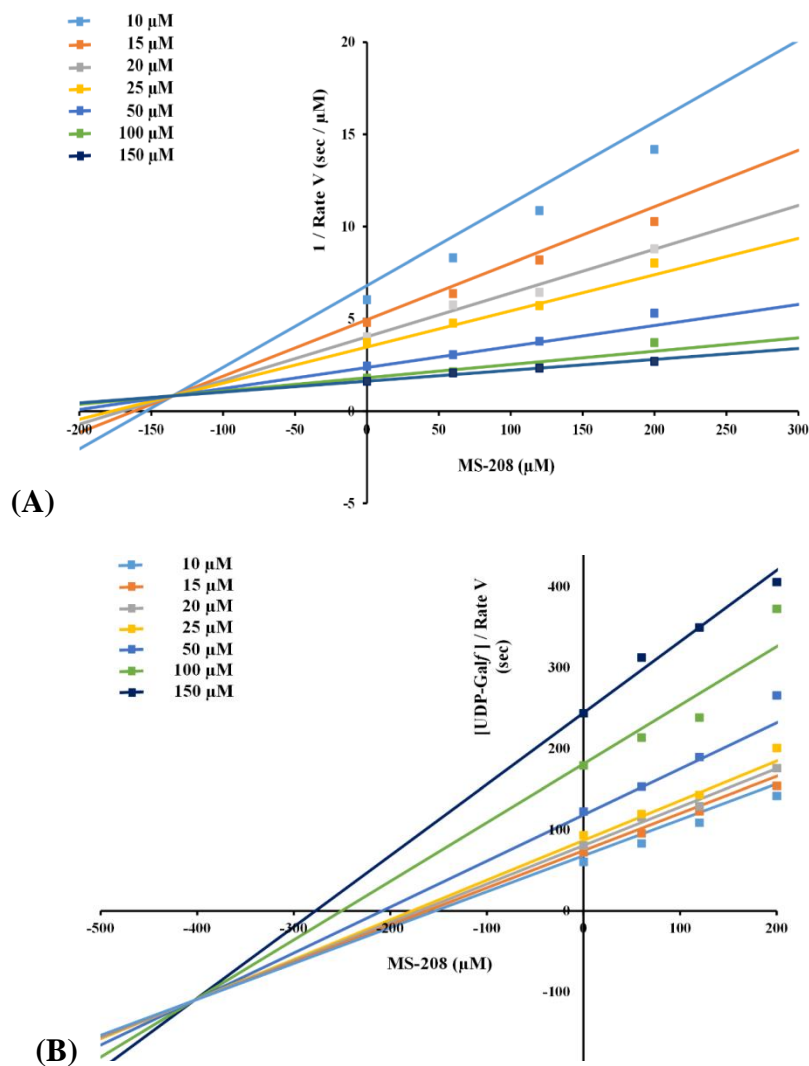 10 µM
15 µM
20 µM
25 µM
50 µM
100 µM
150 µM
20
15
10
5
0
-5
-200
-150
-100
-50
0
50
100
150
200
250
300
1 / Rate V (sec / µM)
MS-208 (µM)
(A)
10 µM
15 µM
20 µM
25 µM
50 µM
100 µM
150 µM
400
300
200
100
0
-100
-500
-400
-300
-200
-100
0
100
200
[UDP-Galf ] / Rate V
(sec)
MS-208 (µM)
(B)